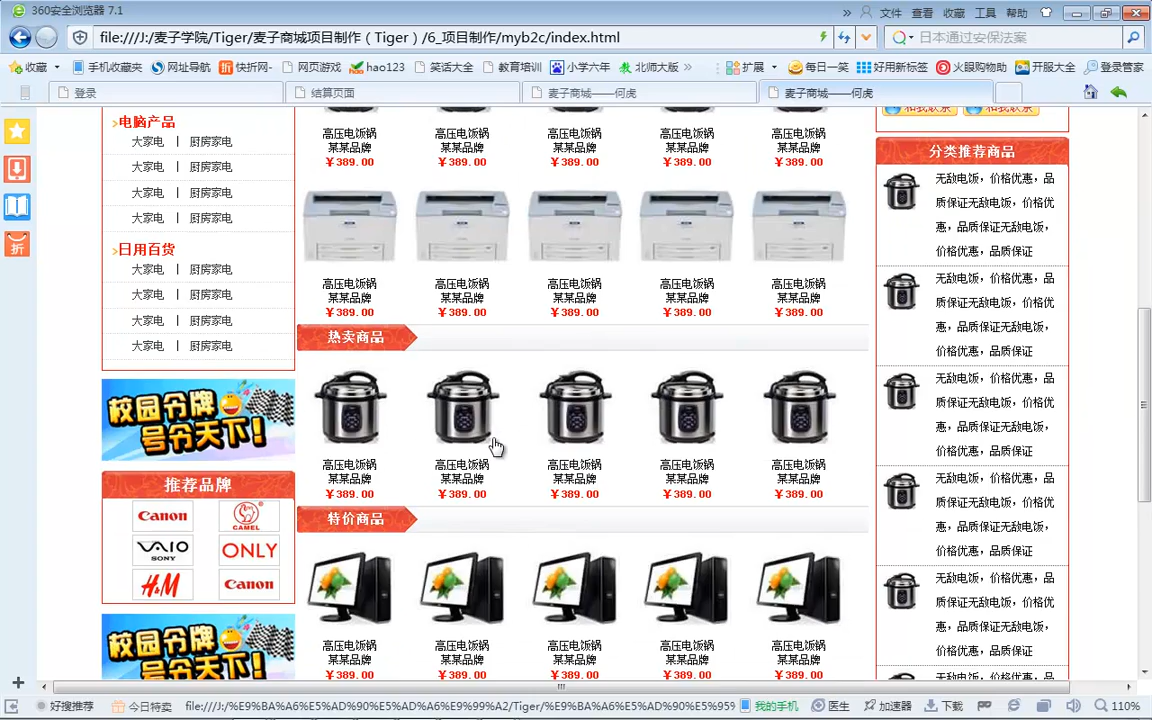 360安全浏览器 7.1
» 文件 查看 收藏 工具 帮助
file:///J:/麦子学院/Tiger/麦子商城项目制作（Tiger）/6_项目制作/myb2c/index.html
日本通过安保法案
收藏 手机收藏夹 网址导航 快折网- 网页游戏 hao123 笑话大全 教育培训 小学六年 北师大版 » 扩展 每日一笑 好用新标签 火眼购物助 开服大全 登录管家
登录 结算页面 麦子商城——何虎 麦子商城——何虎
折
电脑产品
大家电 | 厨房家电
大家电 | 厨房家电
大家电 | 厨房家电
大家电 | 厨房家电
日用百货
大家电 | 厨房家电
大家电 | 厨房家电
大家电 | 厨房家电
大家电 | 厨房家电
校园令牌
号令天下!
推荐品牌
Canon CAMEL
VAIO SONY ONLY
H&M Canon
校园令牌
高压电饭锅 高压电饭锅 高压电饭锅 高压电饭锅 高压电饭锅
某某品牌 某某品牌 某某品牌 某某品牌 某某品牌
￥389.00 ￥389.00 ￥389.00 ￥389.00 ￥389.00
高压电饭锅 高压电饭锅 高压电饭锅 高压电饭锅 高压电饭锅
某某品牌 某某品牌 某某品牌 某某品牌 某某品牌
￥389.00 ￥389.00 ￥389.00 ￥389.00 ￥389.00
热卖商品
高压电饭锅 高压电饭锅 高压电饭锅 高压电饭锅 高压电饭锅
某某品牌 某某品牌 某某品牌 某某品牌 某某品牌
￥389.00 ￥389.00 ￥389.00 ￥389.00 ￥389.00
特价商品
高压电饭锅 高压电饭锅 高压电饭锅 高压电饭锅 高压电饭锅
某某品牌 某某品牌 某某品牌 某某品牌 某某品牌
￥389.00 ￥389.00 ￥389.00 ￥389.00 ￥389.00
和我联系 和我联系
分类推荐商品
无敌电饭，价格优惠，品
质保证无敌电饭，价格优
惠，品质保证无敌电饭，
价格优惠，品质保证
无敌电饭，价格优惠，品
质保证无敌电饭，价格优
惠，品质保证无敌电饭，
价格优惠，品质保证
无敌电饭，价格优惠，品
质保证无敌电饭，价格优
惠，品质保证无敌电饭，
价格优惠，品质保证
无敌电饭，价格优惠，品
质保证无敌电饭，价格优
惠，品质保证无敌电饭，
价格优惠，品质保证
无敌电饭，价格优惠，品
质保证无敌电饭，价格优
惠，品质保证无敌电饭，
价格优惠，品质保证
好搜推荐 今日特卖 file:///J:/%E9%BA%A6%E5%AD%90%E5%AD%A6%E9%99%A2/Tiger/%E9%BA%A6%E5%AD%90%E5%95% 我的手机 医生 加速器 下载 110%